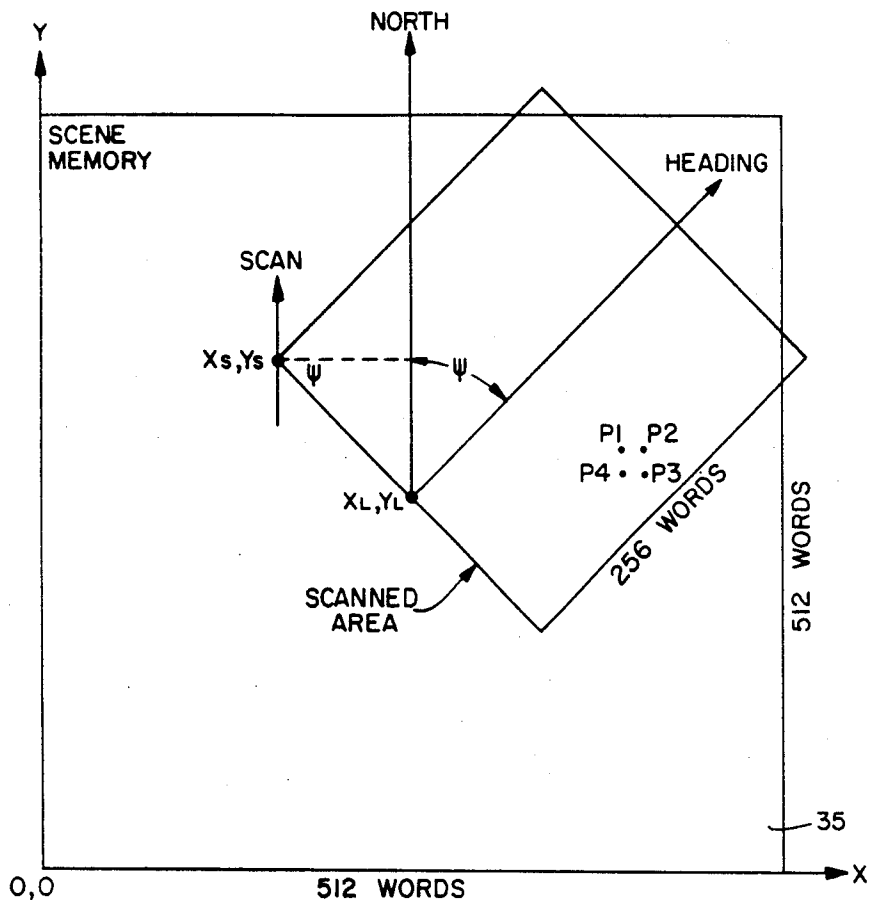 Y
NORTH
SCENE
MEMORY
HEADING
SCAN
XS,YS
Ψ
Ψ
P1 P2
P4 P3
XL,YL
256 WORDS
512 WORDS
SCANNED
AREA
35
X
0,0
512 WORDS